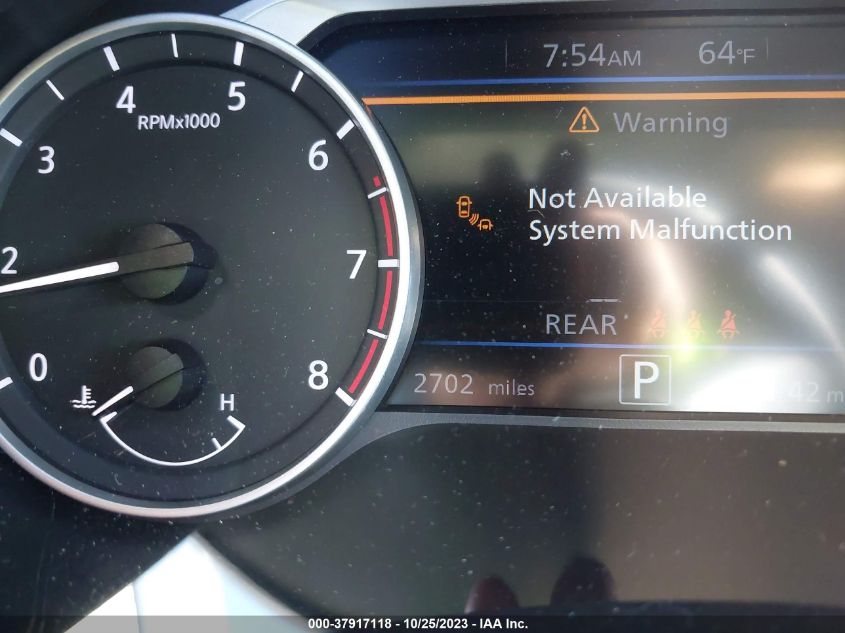 7:54AM 64°F
4 5
RPMx1000
Warning
3 6
Not Available
System Malfunction
2 7
REAR
0 8
2702 miles P 42 m
H
000-37917118 - 10/25/2023 - IAA Inc.